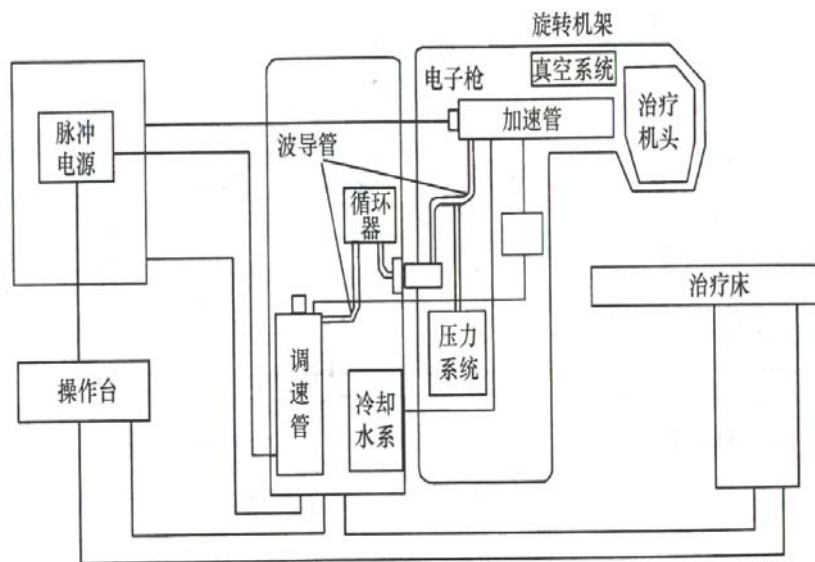 旋转机架
真空系统
电子枪
加速管
治疗
机头
脉冲
电源
波导管
循环
器
治疗床
压力
系统
调
速
管
操作台
冷却
水系